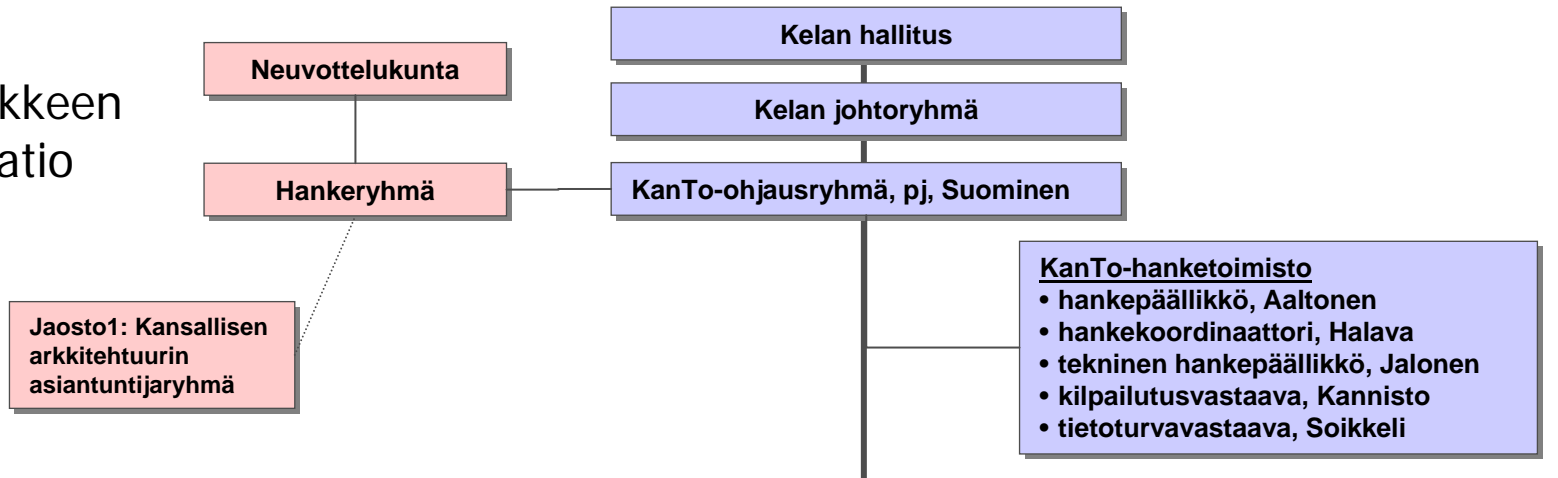 kkeen
atio
Neuvottelukunta
Hankeryhmä
Jaosto1: Kansallisen
arkkitehtuurin
asiantuntijaryhmä
Kelan hallitus
Kelan johtoryhmä
KanTo-ohjausryhmä, pj, Suominen
KanTo-hanketoimisto
• hankepäällikkö, Aaltonen
• hankekoordinaattori, Halava
• tekninen hankepäällikkö, Jalonen
• kilpailutusvastaava, Kannisto
• tietoturvavastaava, Soikkeli